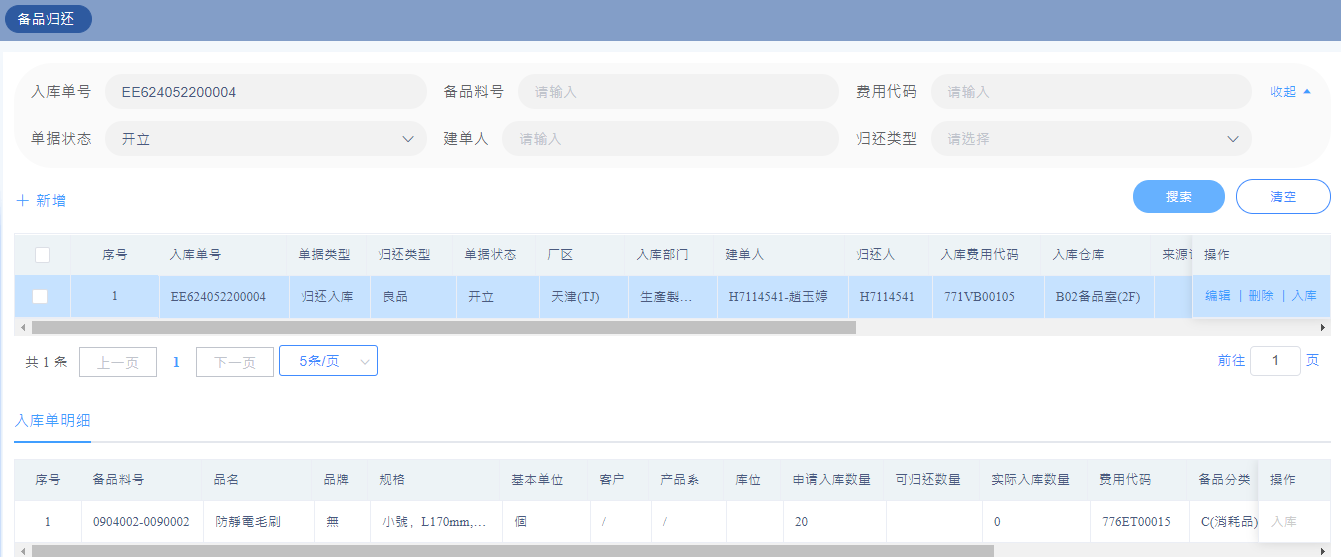 备品归还
入库单号 EE624052200004 备品料号 请输入 费用代码 请输入 收起
单据状态 开立 建单人 请输入 归还类型 请选择
+ 新增 搜索 清空
序号 入库单号 单据类型 归还类型 单据状态 厂区 入库部门 建单人 归还人 入库费用代码 入库仓库 操作
1 EE624052200004 归还入库 良品 开立 天津(TJ) 生產製... H7114541-趙玉婷 H7114541 771VB00105 B02备品室(2F) 编辑 | 删除 | 入库
共 1 条 上一页 1 下一页 5条/页 前往 1 页
入库单明细
序号 备品料号 品名 品牌 规格 基本单位 客户 产品系 库位 申请入库数量 可归还数量 实际入库数量 费用代码 备品分类 操作
1 0904002-0090002 防靜電毛刷 無 小號，L170mm,... 個 / / 20 0 776ET00015 C(消耗品) 入库